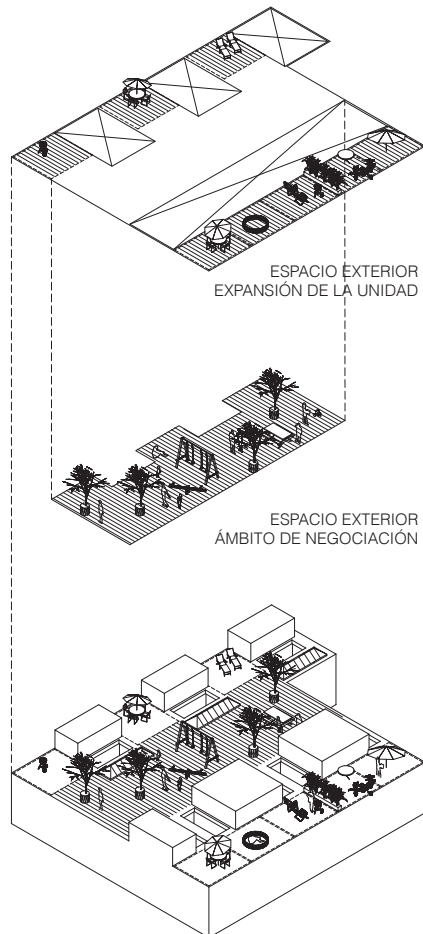 ESPACIO EXTERIOR
EXPANSIÓN DE LA UNIDAD
ESPACIO EXTERIOR
ÁMBITO DE NEGOCIACIÓN